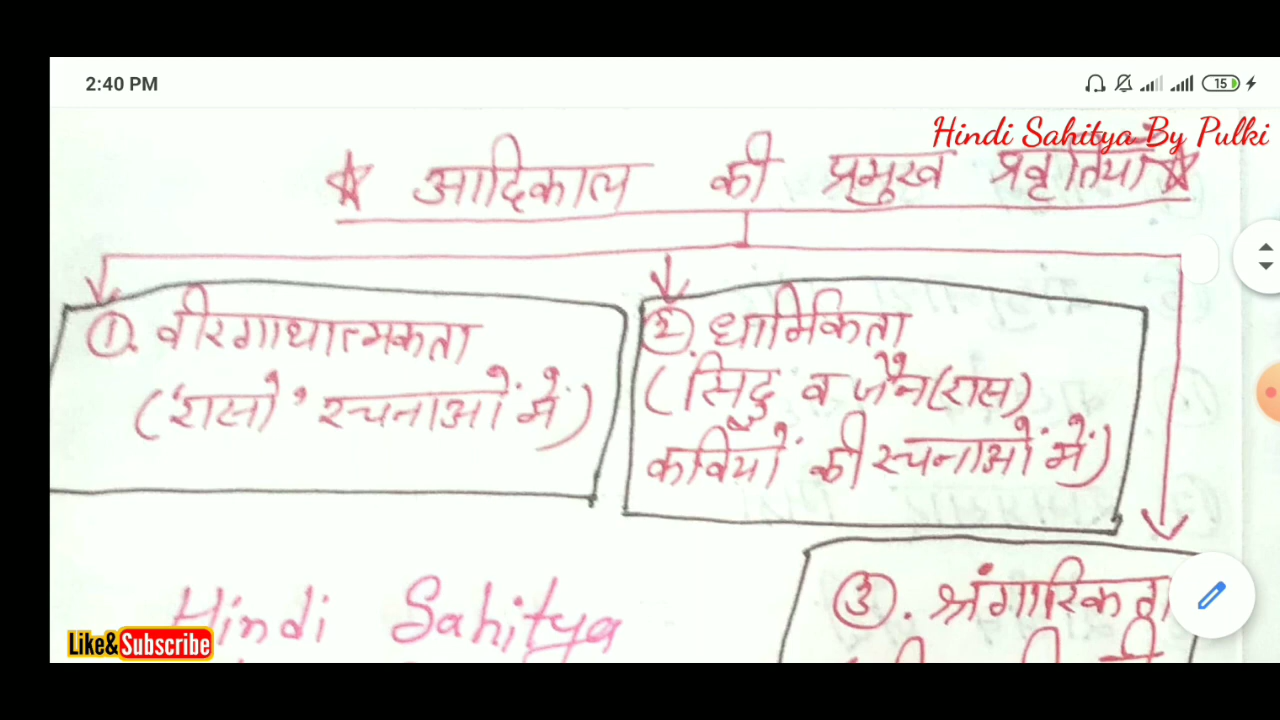 2:40 PM
15
Hindi Sahitya By Pulki
आदिकाल की प्रमुख प्रवृतियाँ
①. वीरगाथात्मकता
('रासो' रचनाओं में)
②. धार्मिकता
(सिद्ध व जैन(रास)
कवियों की रचनाओं में)
③. श्रंगारिकता
Hindi Sahitya
Like&Subscribe